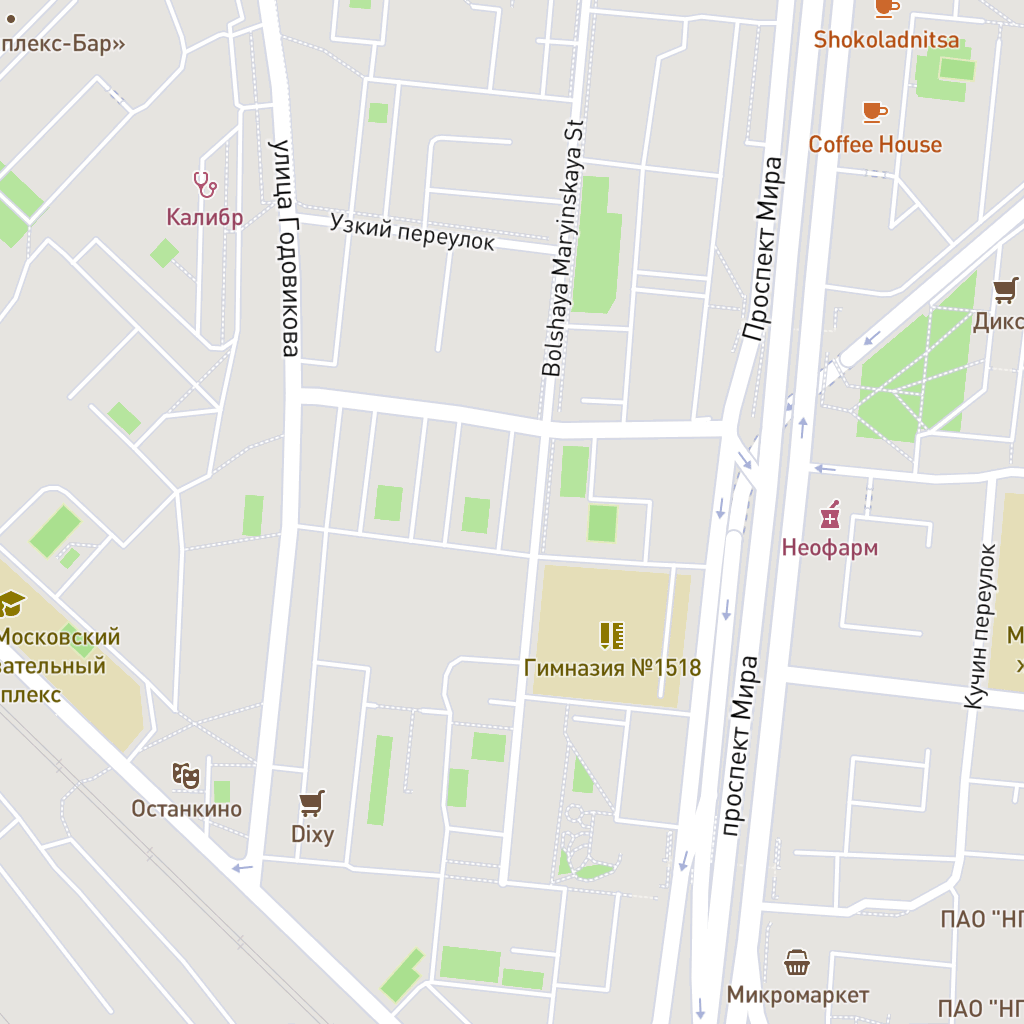 плекс-Бар»
Shokoladnitsa
Coffee House
Калибр
улица Годовикова
Узкий переулок
Bolshaya Maryinskaya St
Проспект Мира
Дикс
Неофарм
Московский
вательный
плекс
Гимназия №1518
М
Кучин переулок
проспект Мира
Останкино
Dixy
ПАО "НГ
Микромаркет
ПАО "НГ